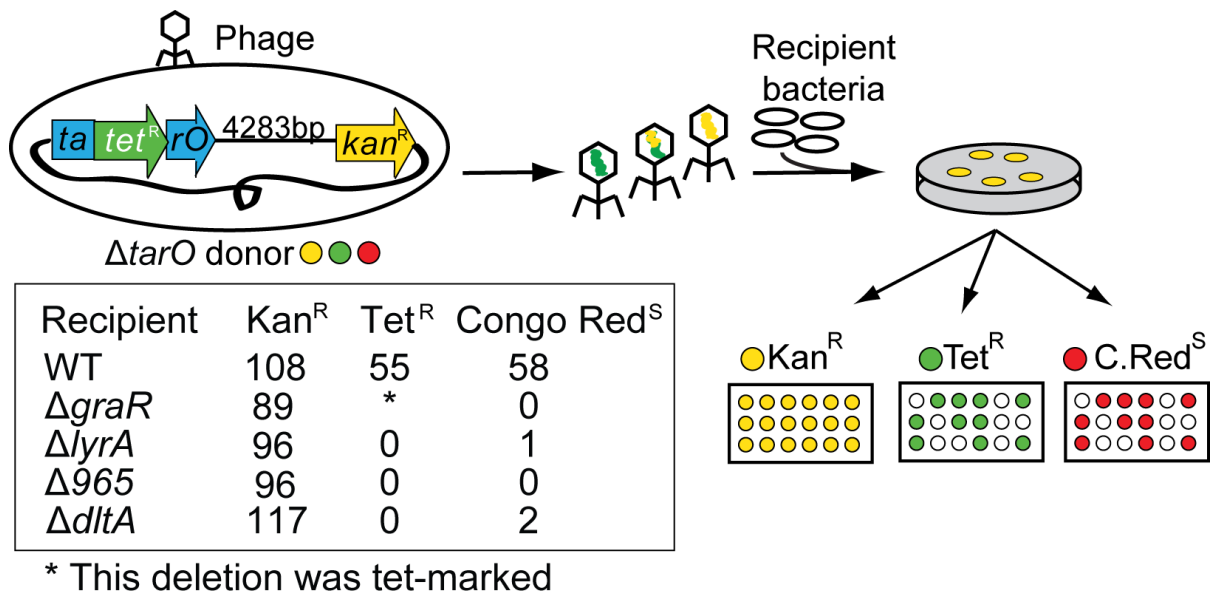 Phage
Recipient
bacteria
ta tet^R rO 4283bp kan^R
ΔtarO donor
Recipient Kan^R Tet^R Congo Red^S
WT 108 55 58
ΔgraR 89 * 0
ΔlyrA 96 0 1
Δ965 96 0 0
ΔdltA 117 0 2
* This deletion was tet-marked
Kan^R Tet^R C.Red^S